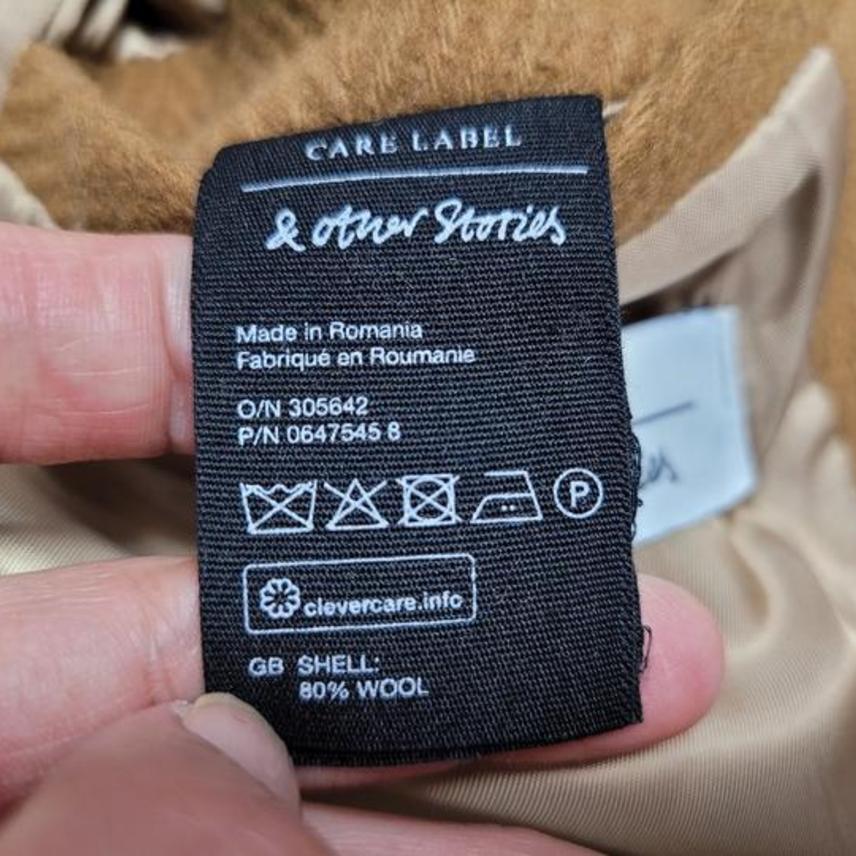 CARE LABEL
& other Stories
Made in Romania
Fabriqué en Roumanie
O/N 305642
P/N 0647545 8
P
clevercare.info
GB SHELL:
80% WOOL